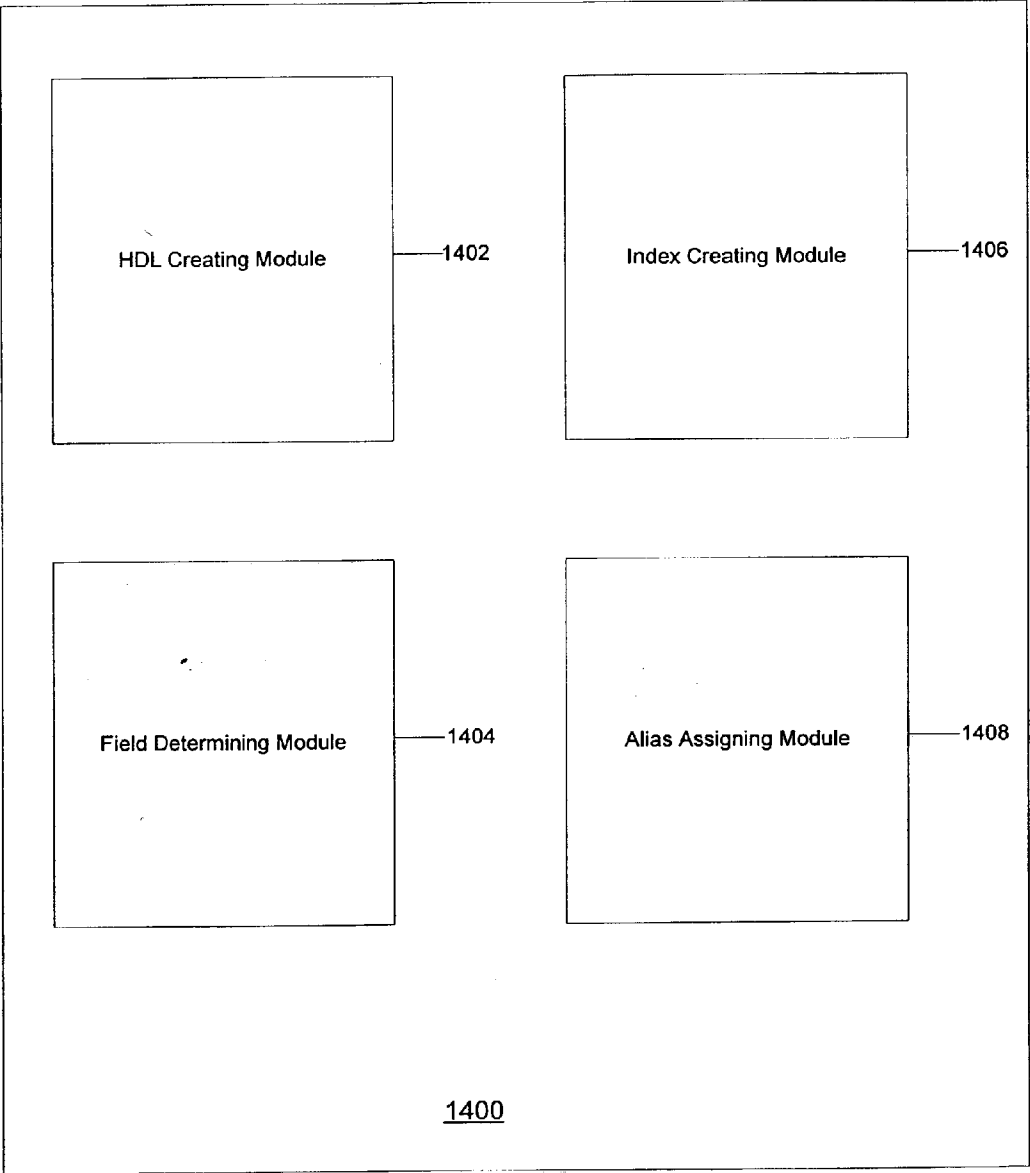 HDL Creating Module
1402
Index Creating Module
1406
Field Determining Module
1404
Alias Assigning Module
1408
1400